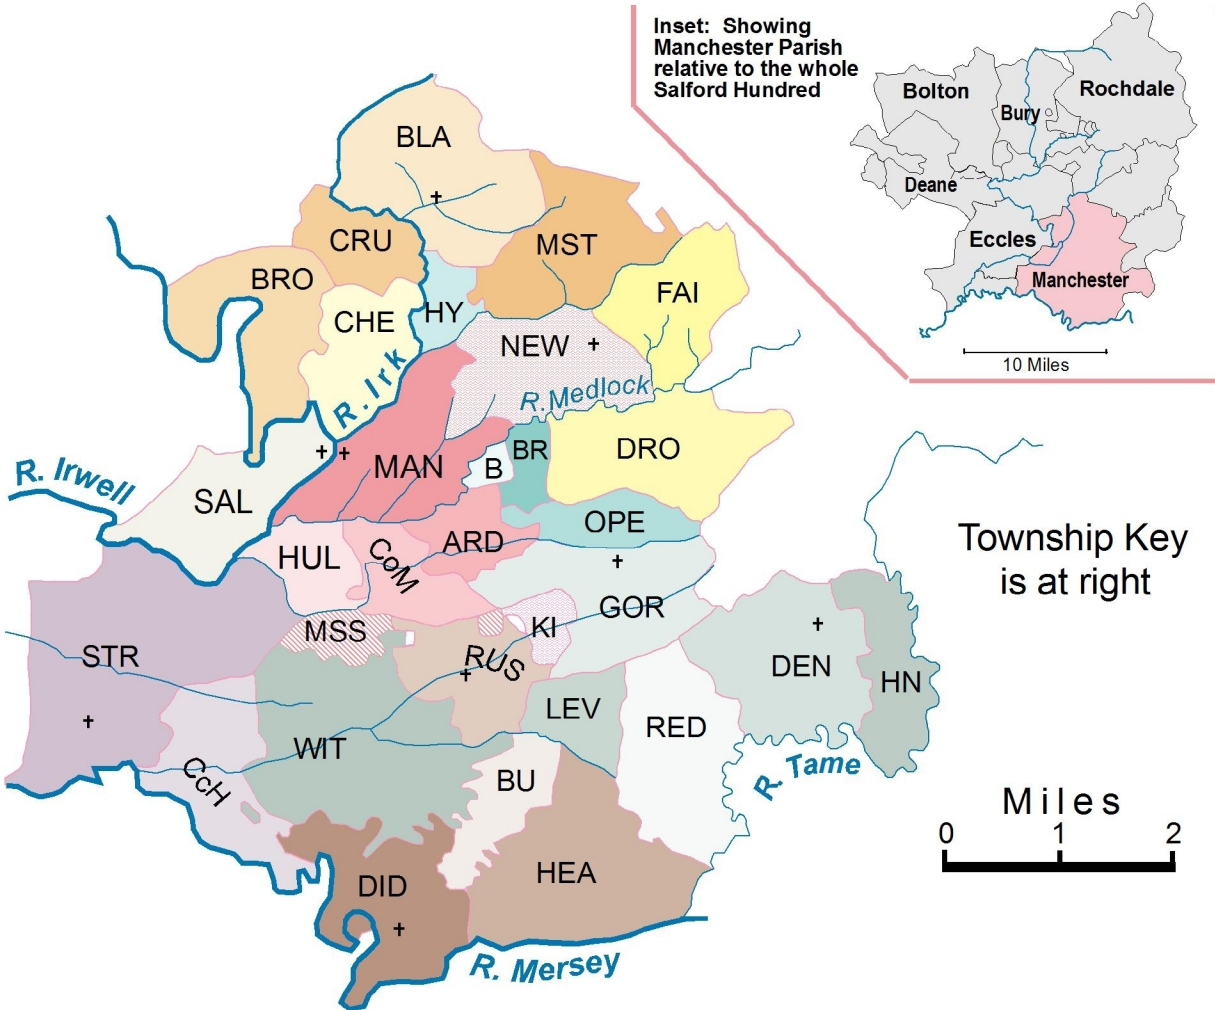 Inset: Showing
Manchester Parish
relative to the whole
Salford Hundred
Bolton
Bury
Rochdale
Deane
Eccles
Manchester
10 Miles
BLA
CRU
MST
BRO
HY
FAI
CHE
NEW
R. Irk
R.Medlock
DRO
BR
B
MAN
R. Irwell
SAL
OPE
ARD
HUL
CoM
Township Key
is at right
GOR
KI
MSS
STR
RUS
DEN
HN
LEV
RED
WIT
CcH
BU
R. Tame
Miles
0 1 2
HEA
DID
R. Mersey